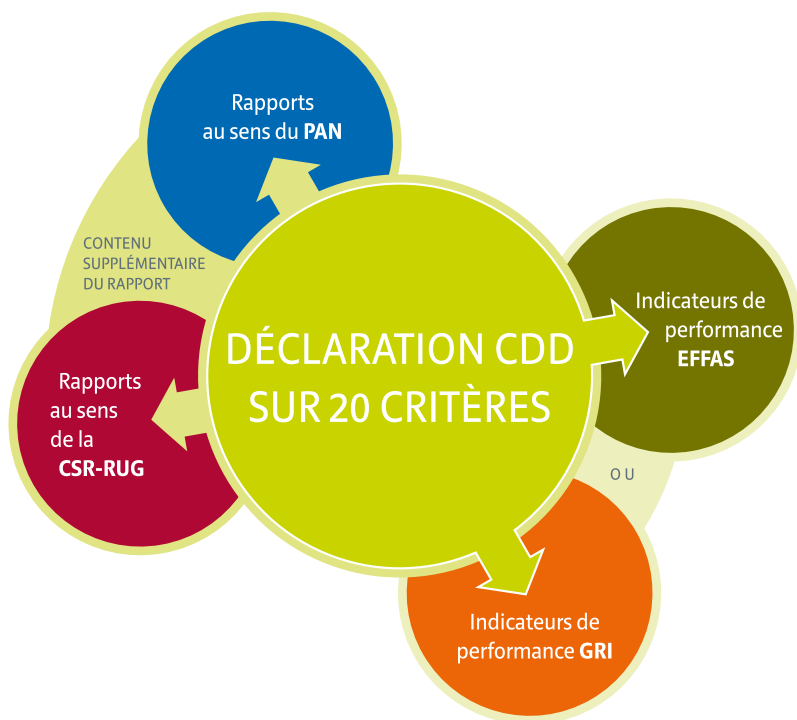 Rapports
au sens du PAN
CONTENU
SUPPLÉMENTAIRE
DU RAPPORT
Indicateurs de
performance
EFFAS
DÉCLARATION CDD
SUR 20 CRITÈRES
Rapports
au sens
de la
CSR-RUG
OU
Indicateurs de
performance GRI